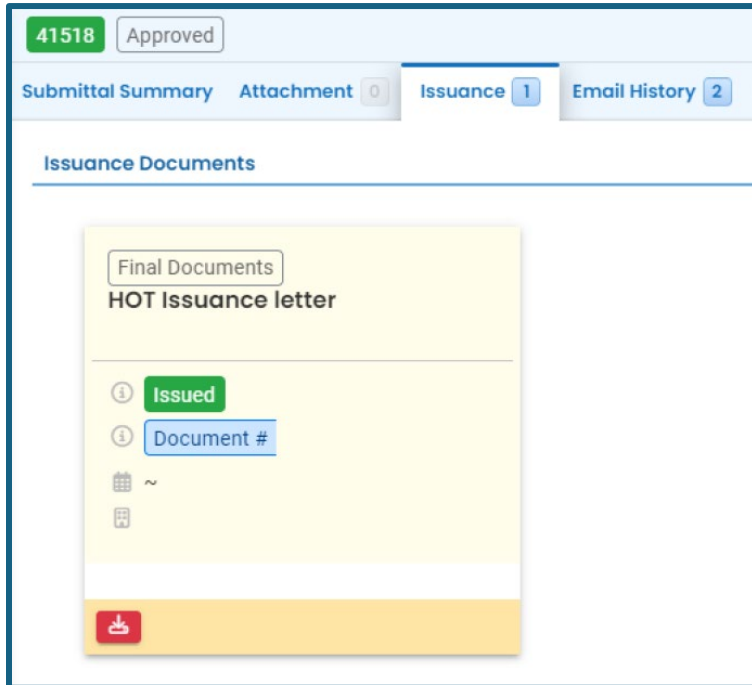 41518 Approved
Submittal Summary Attachment 0 Issuance 1 Email History 2
Issuance Documents
Final Documents
HOT Issuance letter
Issued
Document #
~